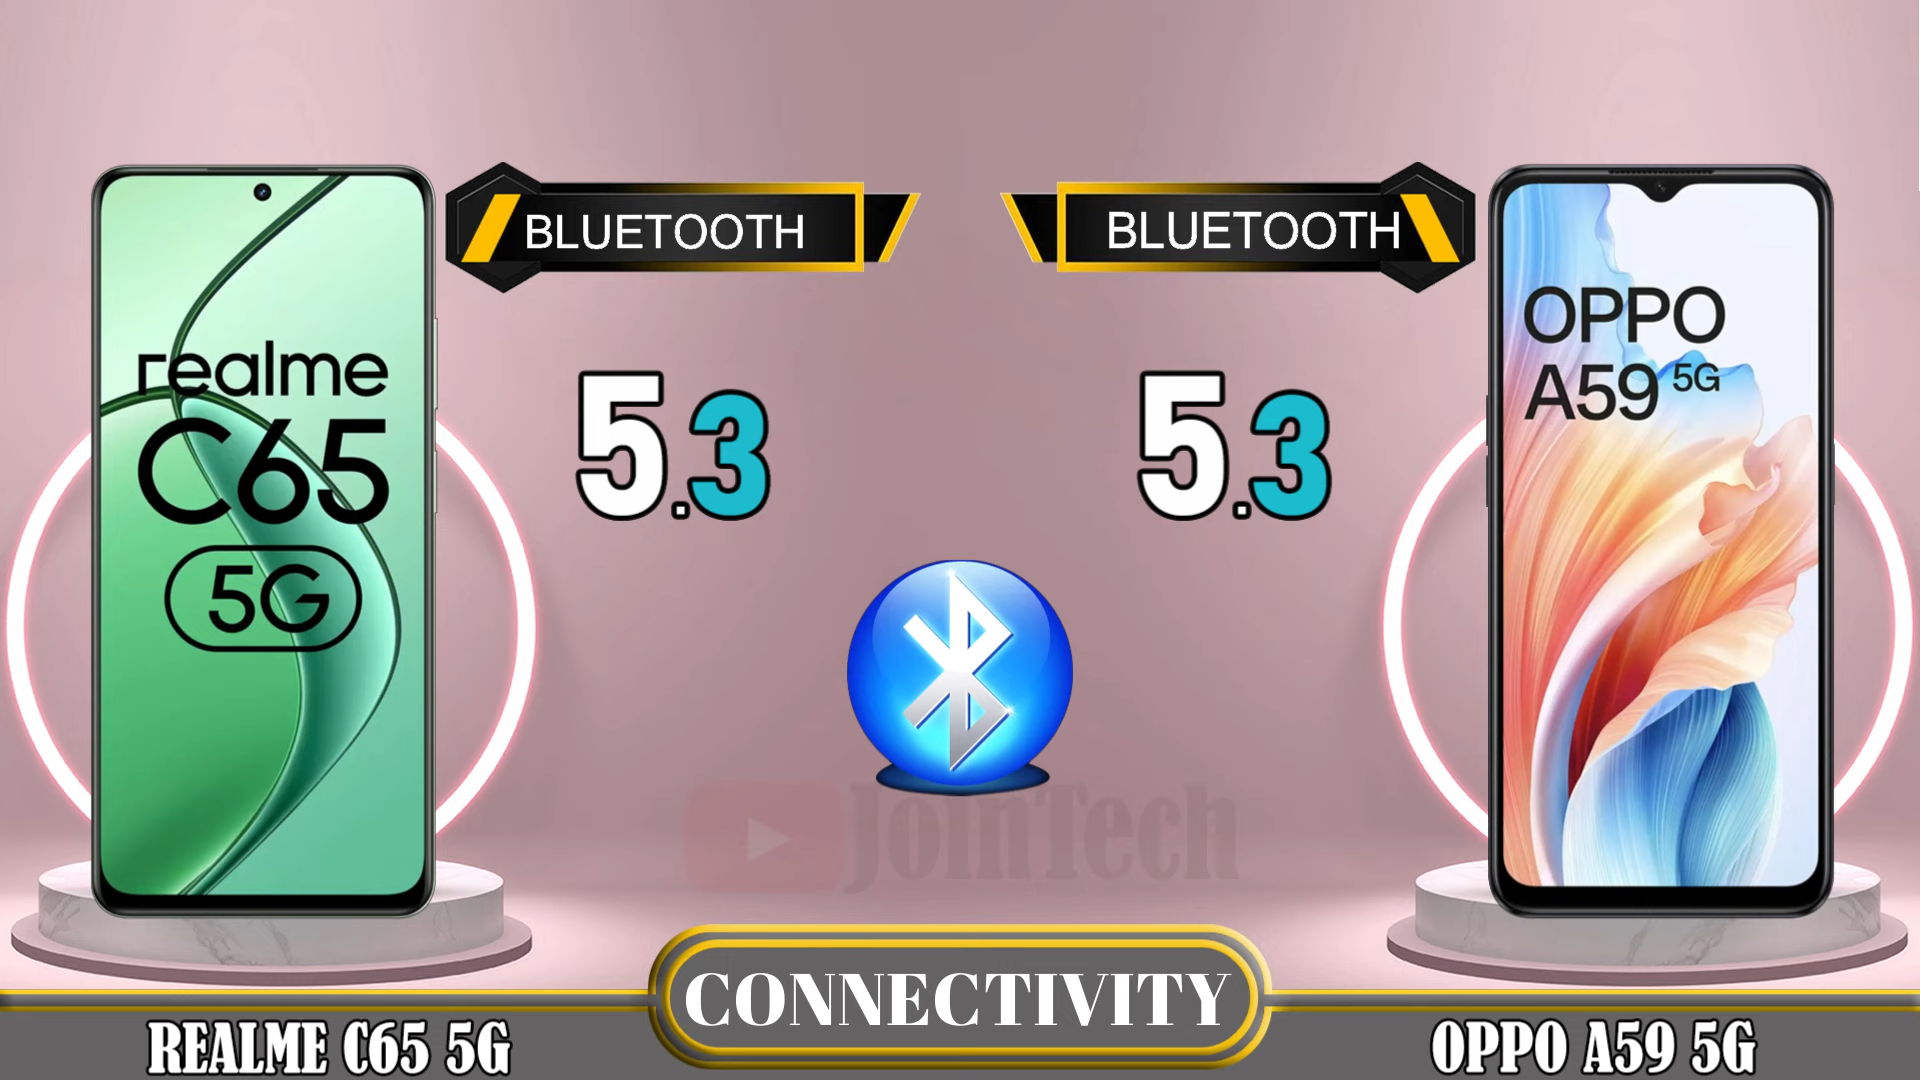 BLUETOOTH
BLUETOOTH
5.3
5.3
realme
C65
5G
OPPO
A59 5G
JoinTech
CONNECTIVITY
REALME C65 5G
OPPO A59 5G